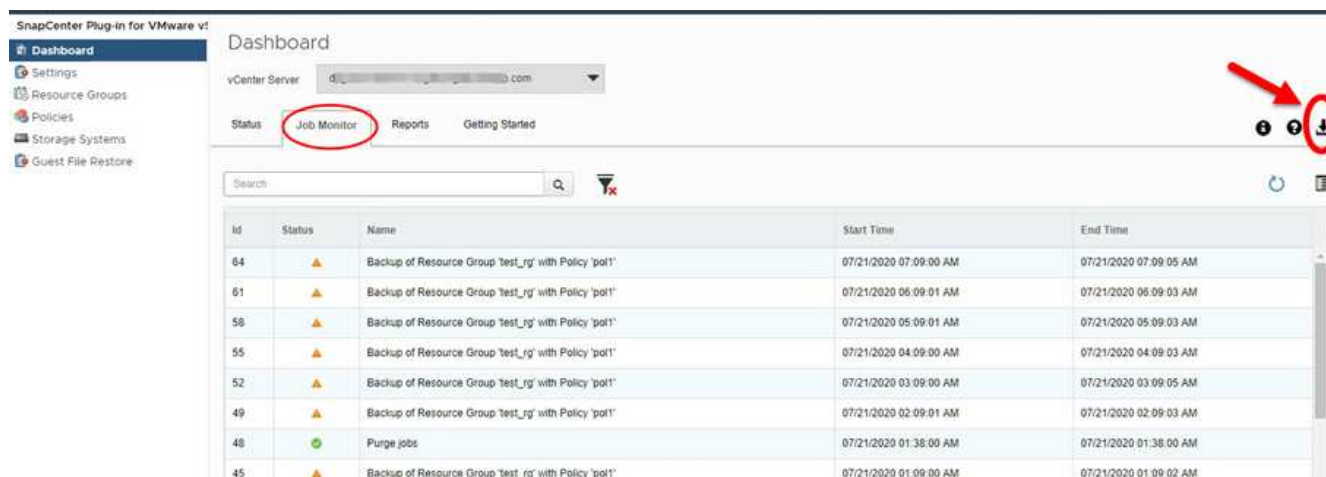 SnapCenter Plug-in for VMware vS
Dashboard
Settings
Resource Groups
Policies
Storage Systems
Guest File Restore
Dashboard
vCenter Server .com
Status Job Monitor Reports Getting Started
Search
Id Status Name Start Time End Time
64 Backup of Resource Group 'test_rg' with Policy 'pol1' 07/21/2020 07:09:00 AM 07/21/2020 07:09:05 AM
61 Backup of Resource Group 'test_rg' with Policy 'pol1' 07/21/2020 06:09:01 AM 07/21/2020 06:09:03 AM
58 Backup of Resource Group 'test_rg' with Policy 'pol1' 07/21/2020 05:09:01 AM 07/21/2020 05:09:03 AM
55 Backup of Resource Group 'test_rg' with Policy 'pol1' 07/21/2020 04:09:00 AM 07/21/2020 04:09:03 AM
52 Backup of Resource Group 'test_rg' with Policy 'pol1' 07/21/2020 03:09:00 AM 07/21/2020 03:09:05 AM
49 Backup of Resource Group 'test_rg' with Policy 'pol1' 07/21/2020 02:09:01 AM 07/21/2020 02:09:03 AM
48 Purge jobs 07/21/2020 01:38:00 AM 07/21/2020 01:38:00 AM
45 Backup of Resource Group 'test_rg' with Policy 'pol1' 07/21/2020 01:09:00 AM 07/21/2020 01:09:02 AM